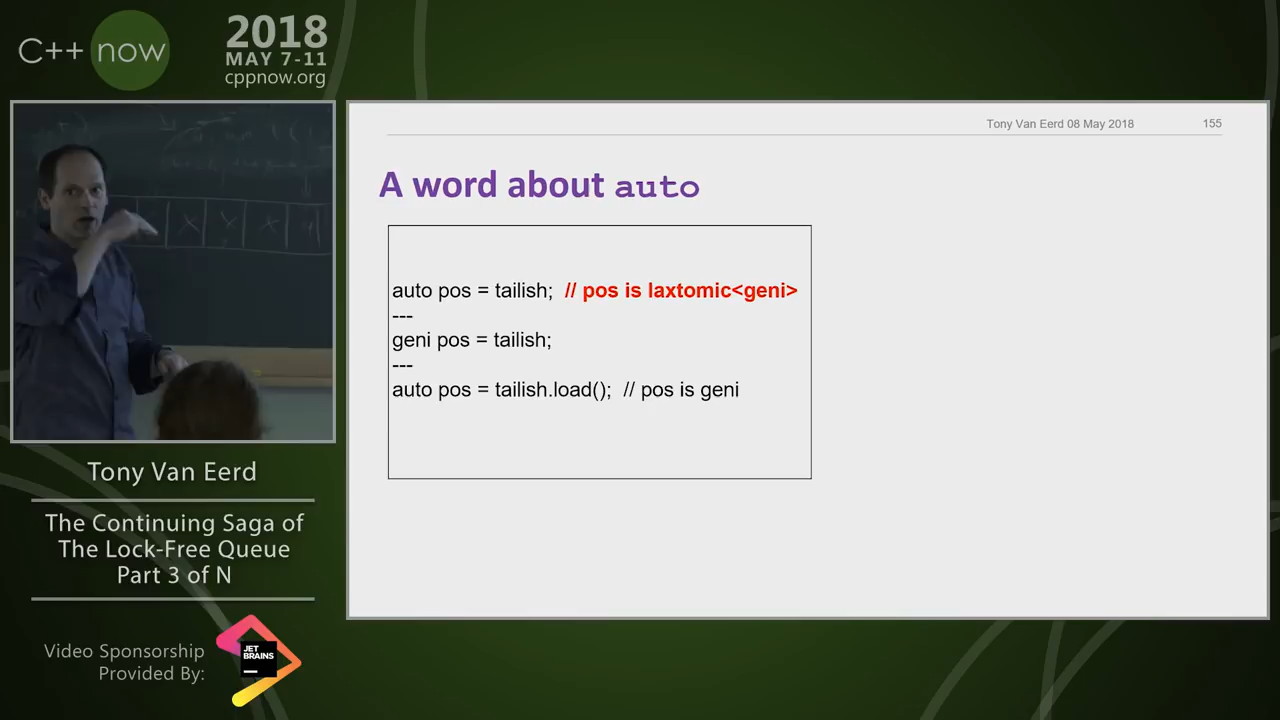 C++ now
2018
MAY 7-11
cppnow.org
Tony Van Eerd 08 May 2018 155
A word about auto
auto pos = tailish; // pos is laxtomic<geni>
---
geni pos = tailish;
---
auto pos = tailish.load(); // pos is geni
Tony Van Eerd
The Continuing Saga of
The Lock-Free Queue
Part 3 of N
Video Sponsorship
Provided By:
JET
BRAINS